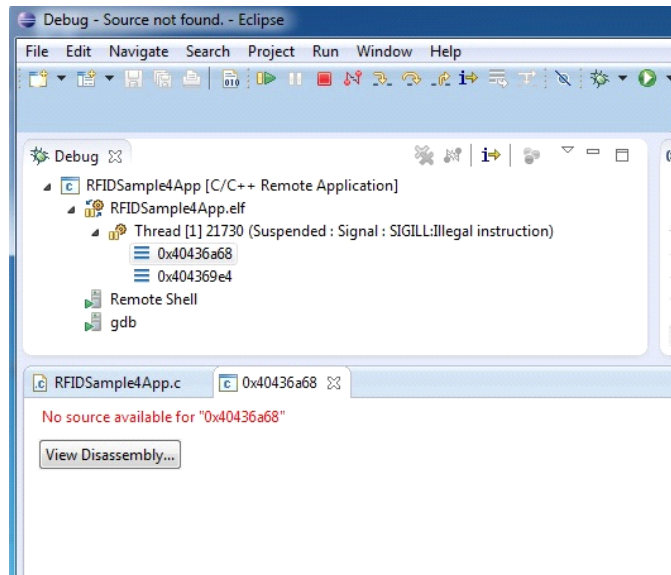 Debug - Source not found. - Eclipse
File Edit Navigate Search Project Run Window Help
010
Debug
RFIDSample4App [C/C++ Remote Application]
RFIDSample4App.elf
Thread [1] 21730 (Suspended : Signal : SIGILL:Illegal instruction)
0x40436a68
0x404369e4
Remote Shell
gdb
RFIDSample4App.c 0x40436a68
No source available for "0x40436a68"
View Disassembly...